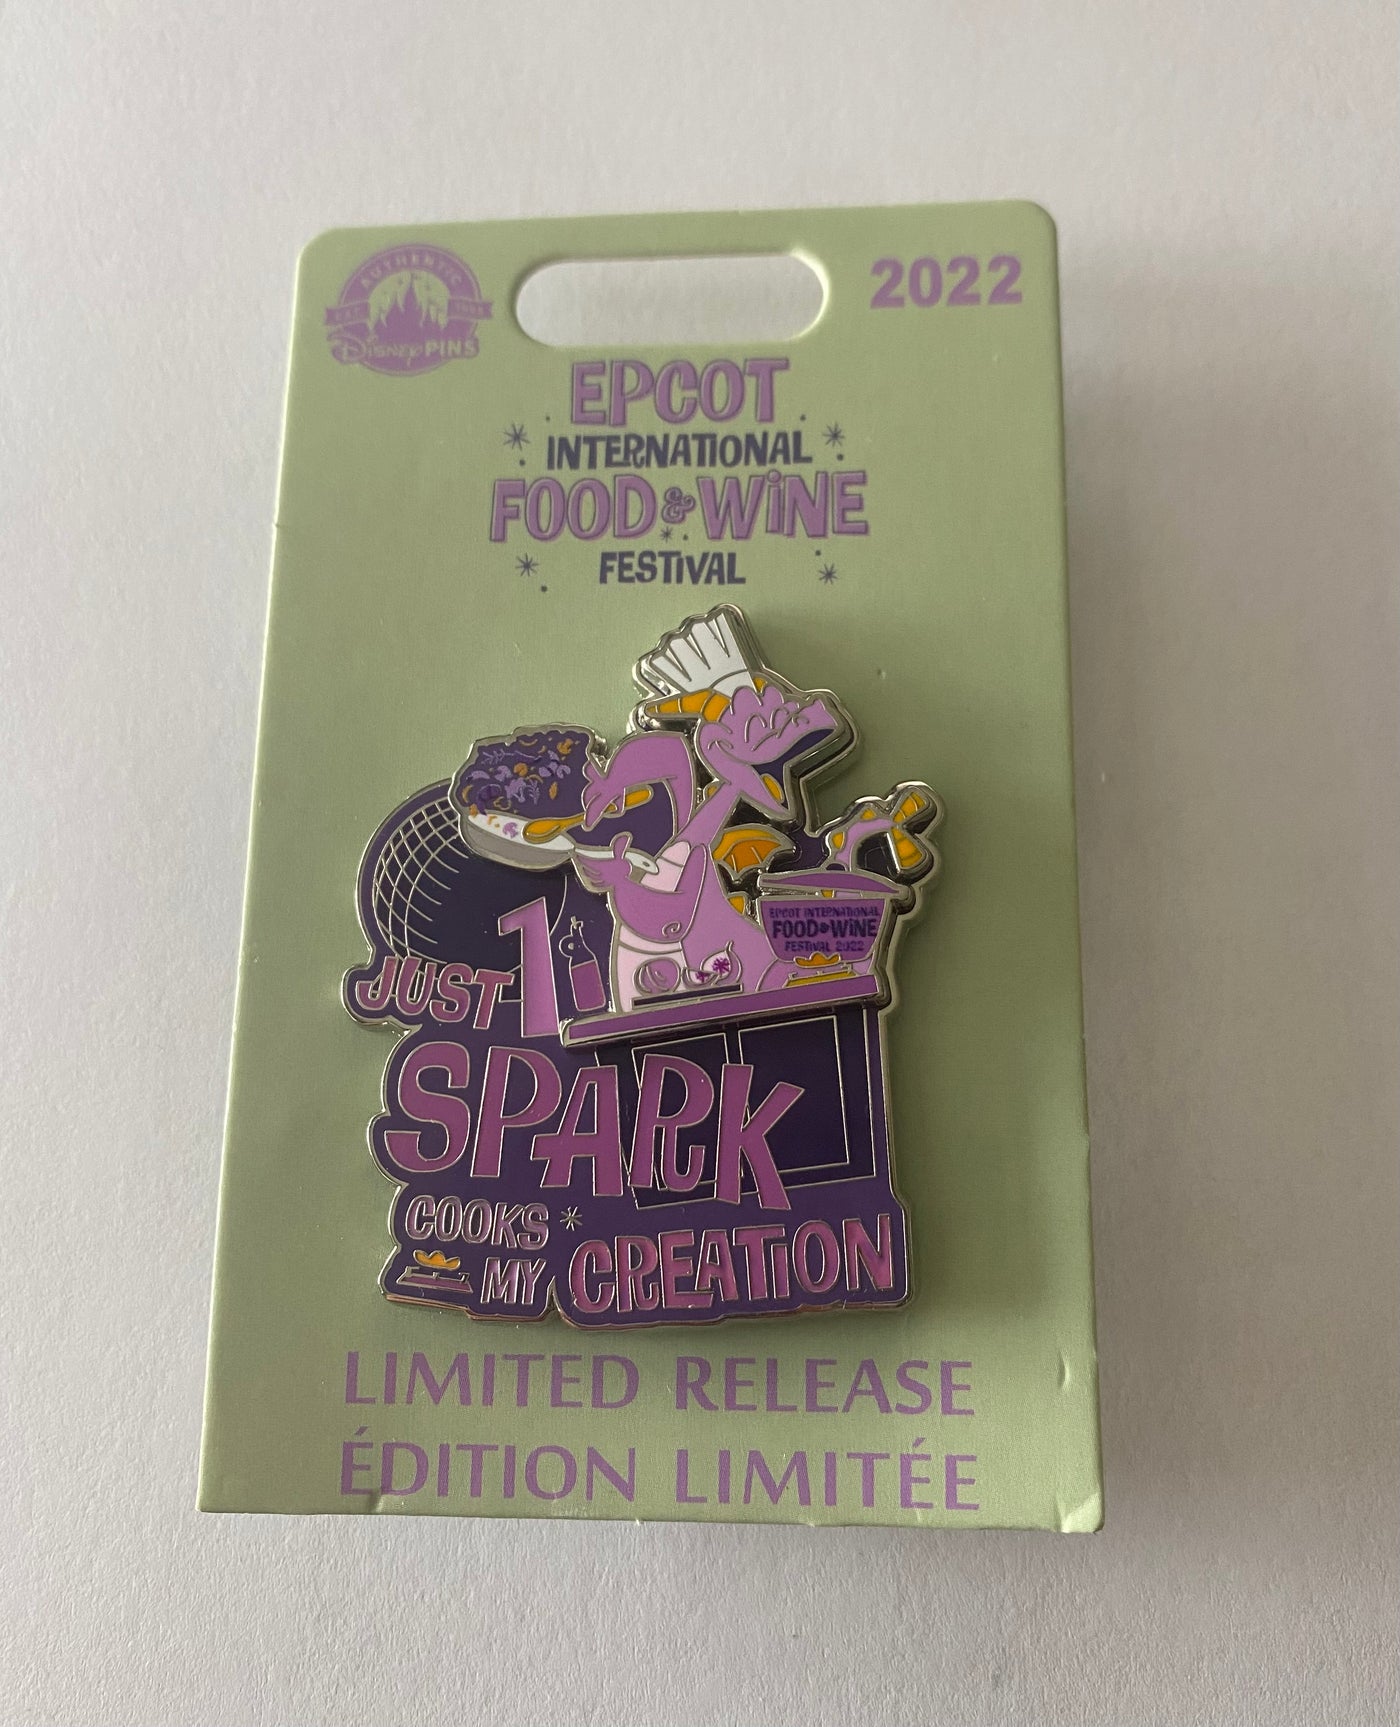 AUTHENTIC
Disney PINS
2022
EPCOT
INTERNATIONAL
FOOD & WINE
FESTIVAL
EPCOT INTERNATIONAL
FOOD & WINE
FESTIVAL 2022
JUST 1
SPARK
COOKS
MY CREATION
LIMITED RELEASE
ÉDITION LIMITÉE